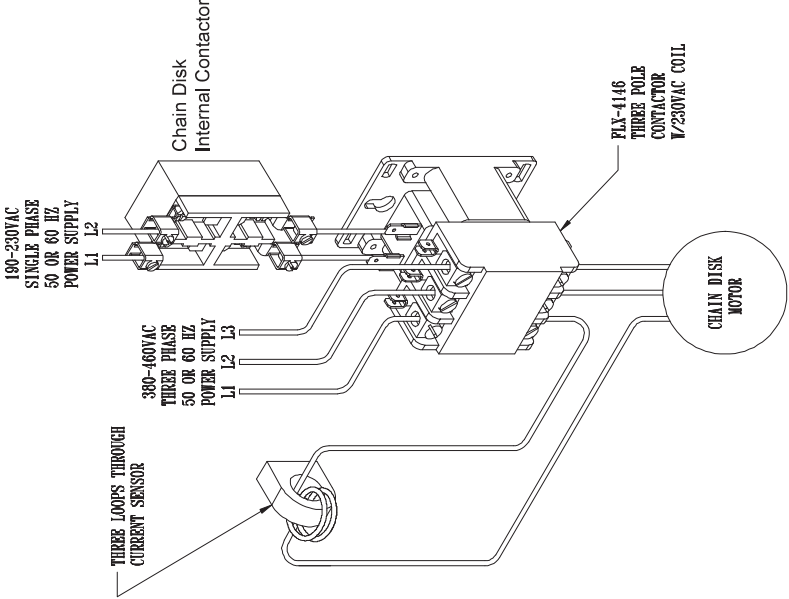 Chain Disk
Internal Contactor
190-230VAC
SINGLE PHASE
50 OR 60 HZ
POWER SUPPLY
L1 L2
380-460VAC
THREE PHASE
50 OR 60 HZ
POWER SUPPLY
L1 L2 L3
THREE LOOPS THROUGH
CURRENT SENSOR
PLX-4146
THREE POLE
CONTACTOR
W/230VAC COIL
CHAIN DISK
MOTOR